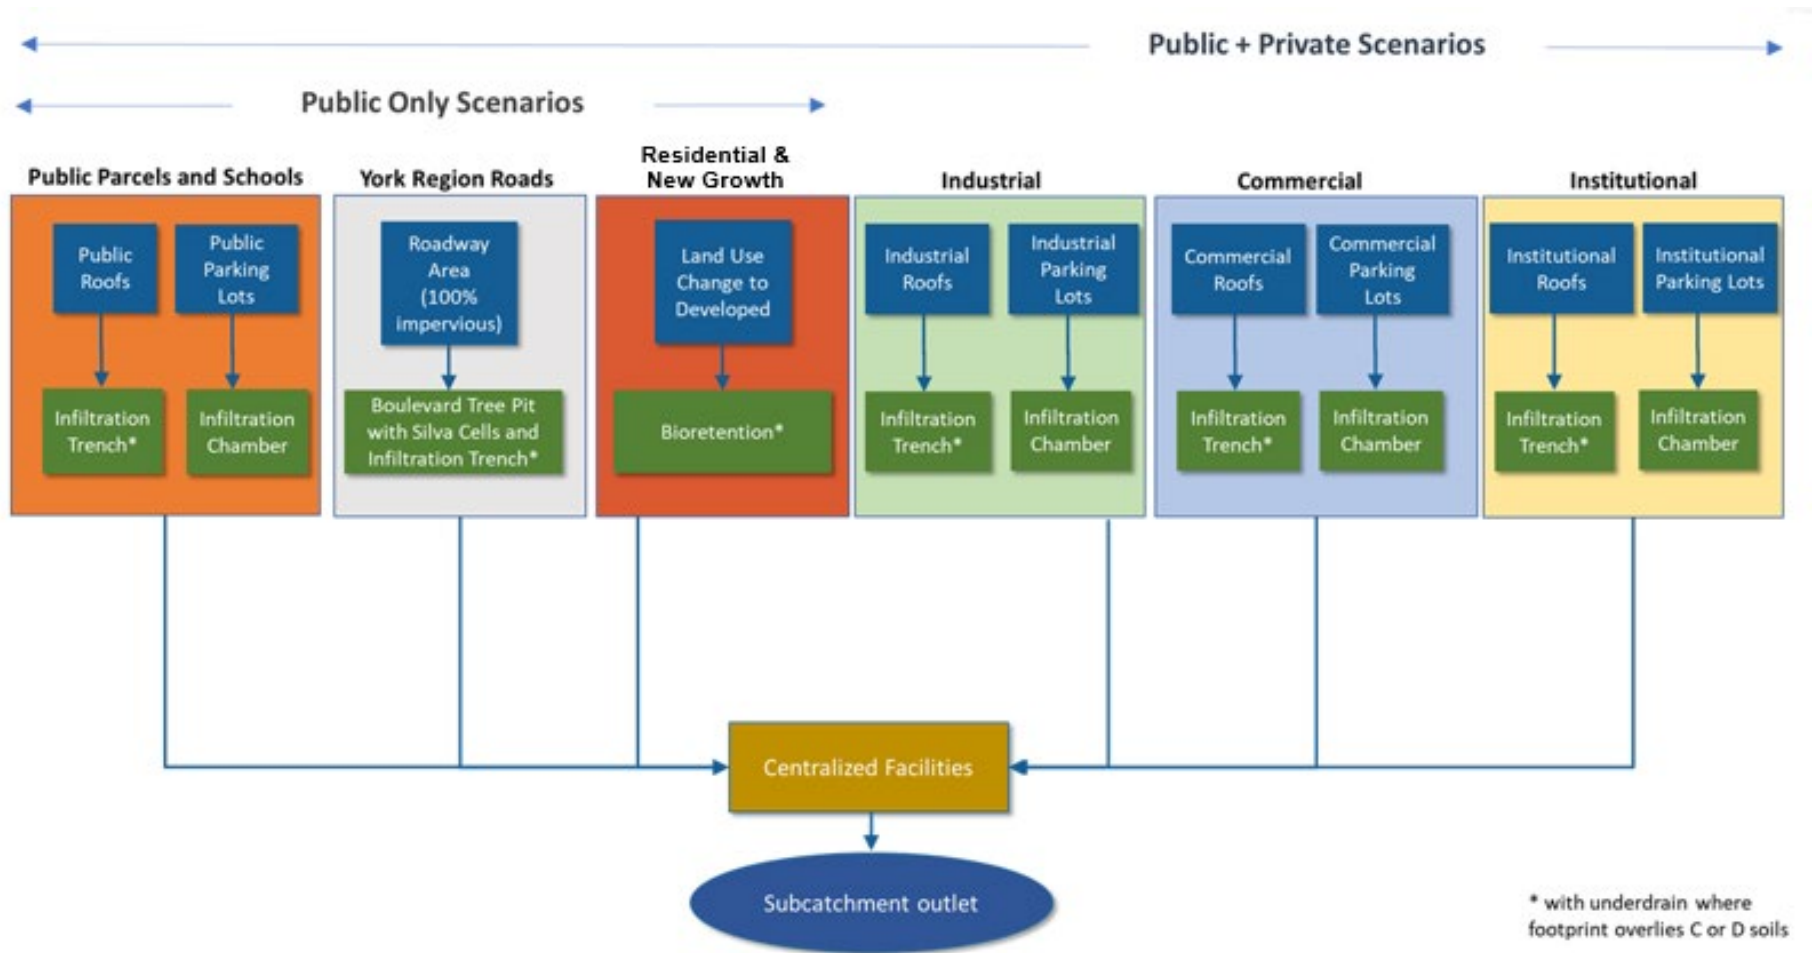 Public + Private Scenarios
Public Only Scenarios
Public Parcels and Schools
York Region Roads
Residential &
New Growth
Industrial
Commercial
Institutional
Public
Roofs
Public
Parking
Lots
Roadway
Area
(100%
impervious)
Land Use
Change to
Developed
Industrial
Roofs
Industrial
Parking
Lots
Commercial
Roofs
Commercial
Parking
Lots
Institutional
Roofs
Institutional
Parking Lots
Infiltration
Trench*
Infiltration
Chamber
Boulevard Tree Pit
with Silva Cells and
Infiltration Trench*
Bioretention*
Infiltration
Trench*
Infiltration
Chamber
Infiltration
Trench*
Infiltration
Chamber
Infiltration
Trench*
Infiltration
Chamber
Centralized Facilities
Subcatchment outlet
* with underdrain where
footprint overlies C or D soils